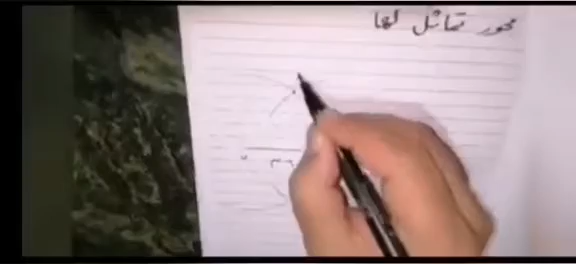 محور تماثل لها